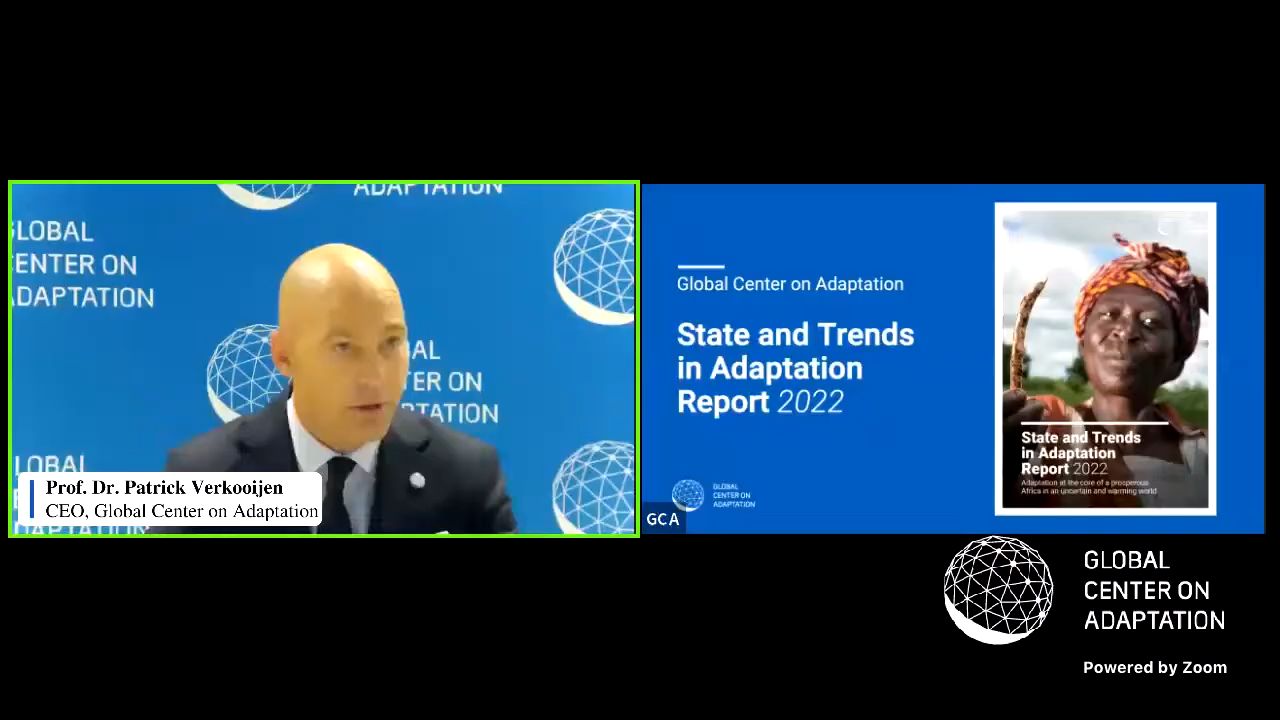 ADAPTATION
GLOBAL
CENTER ON
ADAPTATION
Prof. Dr. Patrick Verkooijen
CEO, Global Center on Adaptation
Global Center on Adaptation
State and Trends
in Adaptation
Report 2022
GLOBAL
CENTER ON
ADAPTATION
GCA
State and Trends
in Adaptation
Report 2022
Adaptation at the core of a prosperous
Africa in an uncertain and warming world
GLOBAL
CENTER ON
ADAPTATION
Powered by Zoom